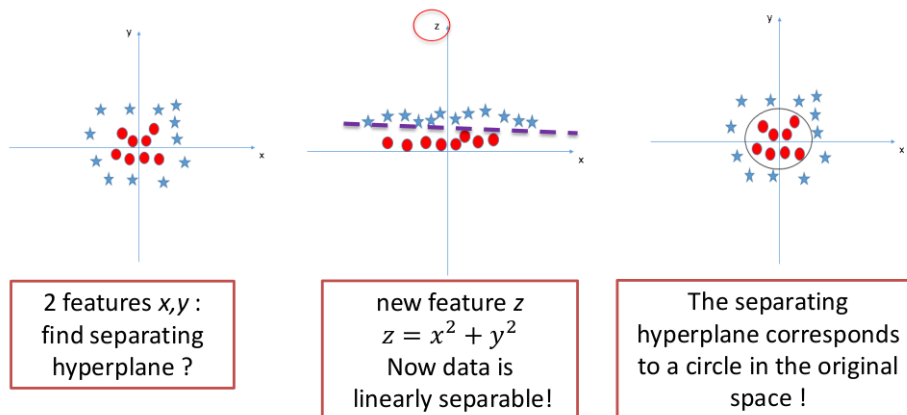 y
x
2 features x,y :
find separating
hyperplane ?
z
x
new feature z
z = x² + y²
Now data is
linearly separable!
y
x
The separating
hyperplane corresponds
to a circle in the original
space !